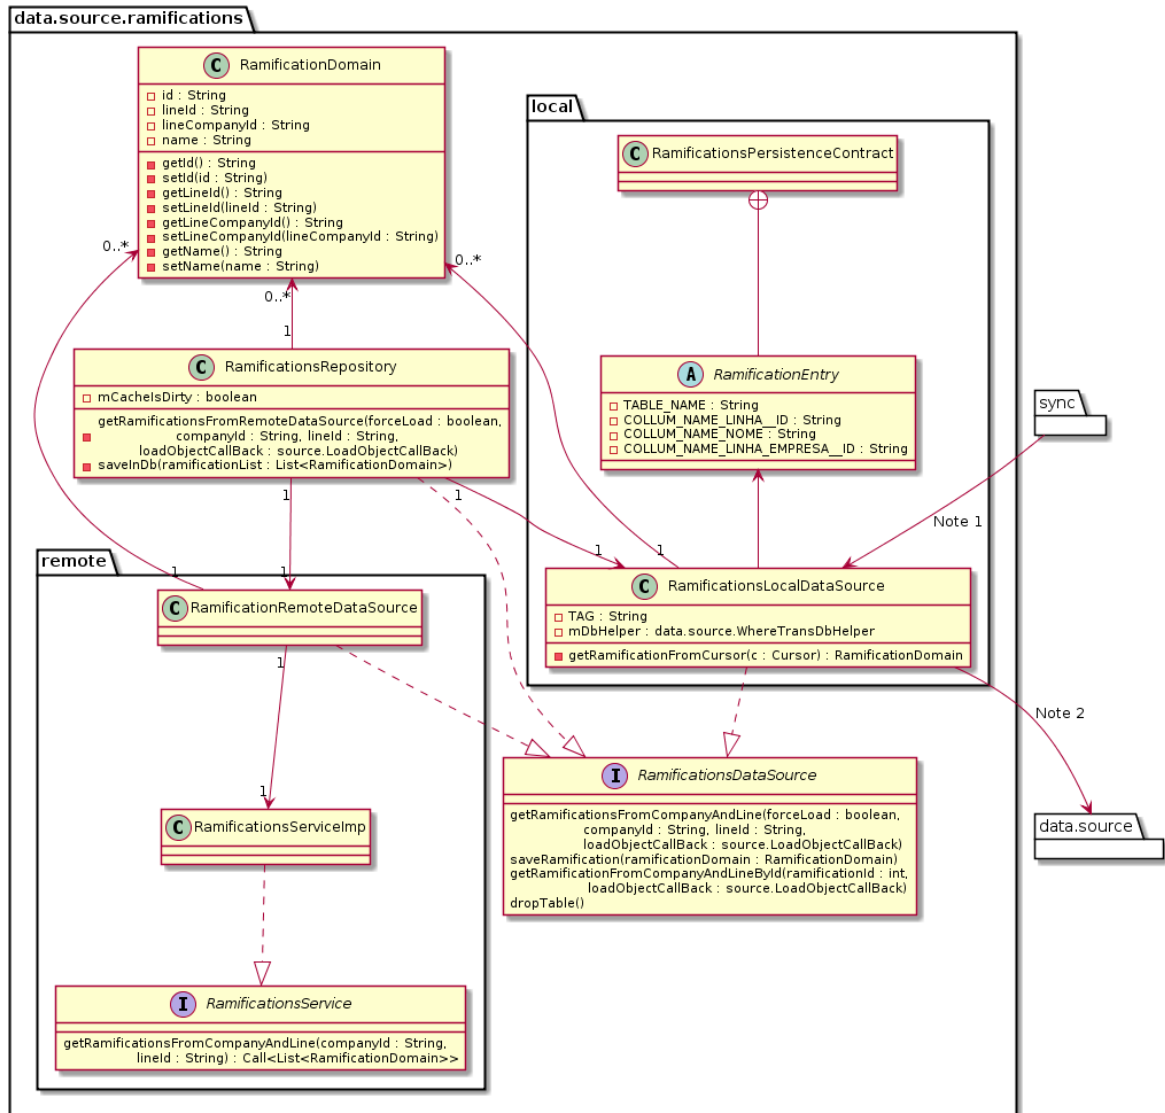 data.source.ramifications
C RamificationDomain
id : String
lineId : String
lineCompanyId : String
name : String
getId() : String
setId(id : String)
getLineId() : String
setLineId(lineId : String)
getLineCompanyId() : String
setLineCompanyId(lineCompanyId : String)
getName() : String
setName(name : String)
local
C RamificationsPersistenceContract
0..*
0..*
0..*
1
C RamificationsRepository
mCacheIsDirty : boolean
getRamificationsFromRemoteDataSource(forceLoad : boolean,
companyId : String, lineId : String,
loadObjectCallBack : source.LoadObjectCallBack)
saveInDb(ramificationList : List<RamificationDomain>)
A RamificationEntry
TABLE_NAME : String
COLLUM_NAME_LINHA__ID : String
COLLUM_NAME_NOME : String
COLLUM_NAME_LINHA_EMPRESA__ID : String
sync
1
1
Note 1
1
1
1
1
remote
C RamificationRemoteDataSource
C RamificationsLocalDataSource
TAG : String
mDbHelper : data.source.WhereTransDbHelper
getRamificationFromCursor(c : Cursor) : RamificationDomain
1
Note 2
I RamificationsDataSource
getRamificationsFromCompanyAndLine(forceLoad : boolean,
companyId : String, lineId : String,
loadObjectCallBack : source.LoadObjectCallBack)
saveRamification(ramificationDomain : RamificationDomain)
getRamificationFromCompanyAndLineById(ramificationId : int,
loadObjectCallBack : source.LoadObjectCallBack)
dropTable()
data.source
1
C RamificationsServiceImp
I RamificationsService
getRamificationsFromCompanyAndLine(companyId : String,
lineId : String) : Call<List<RamificationDomain>>